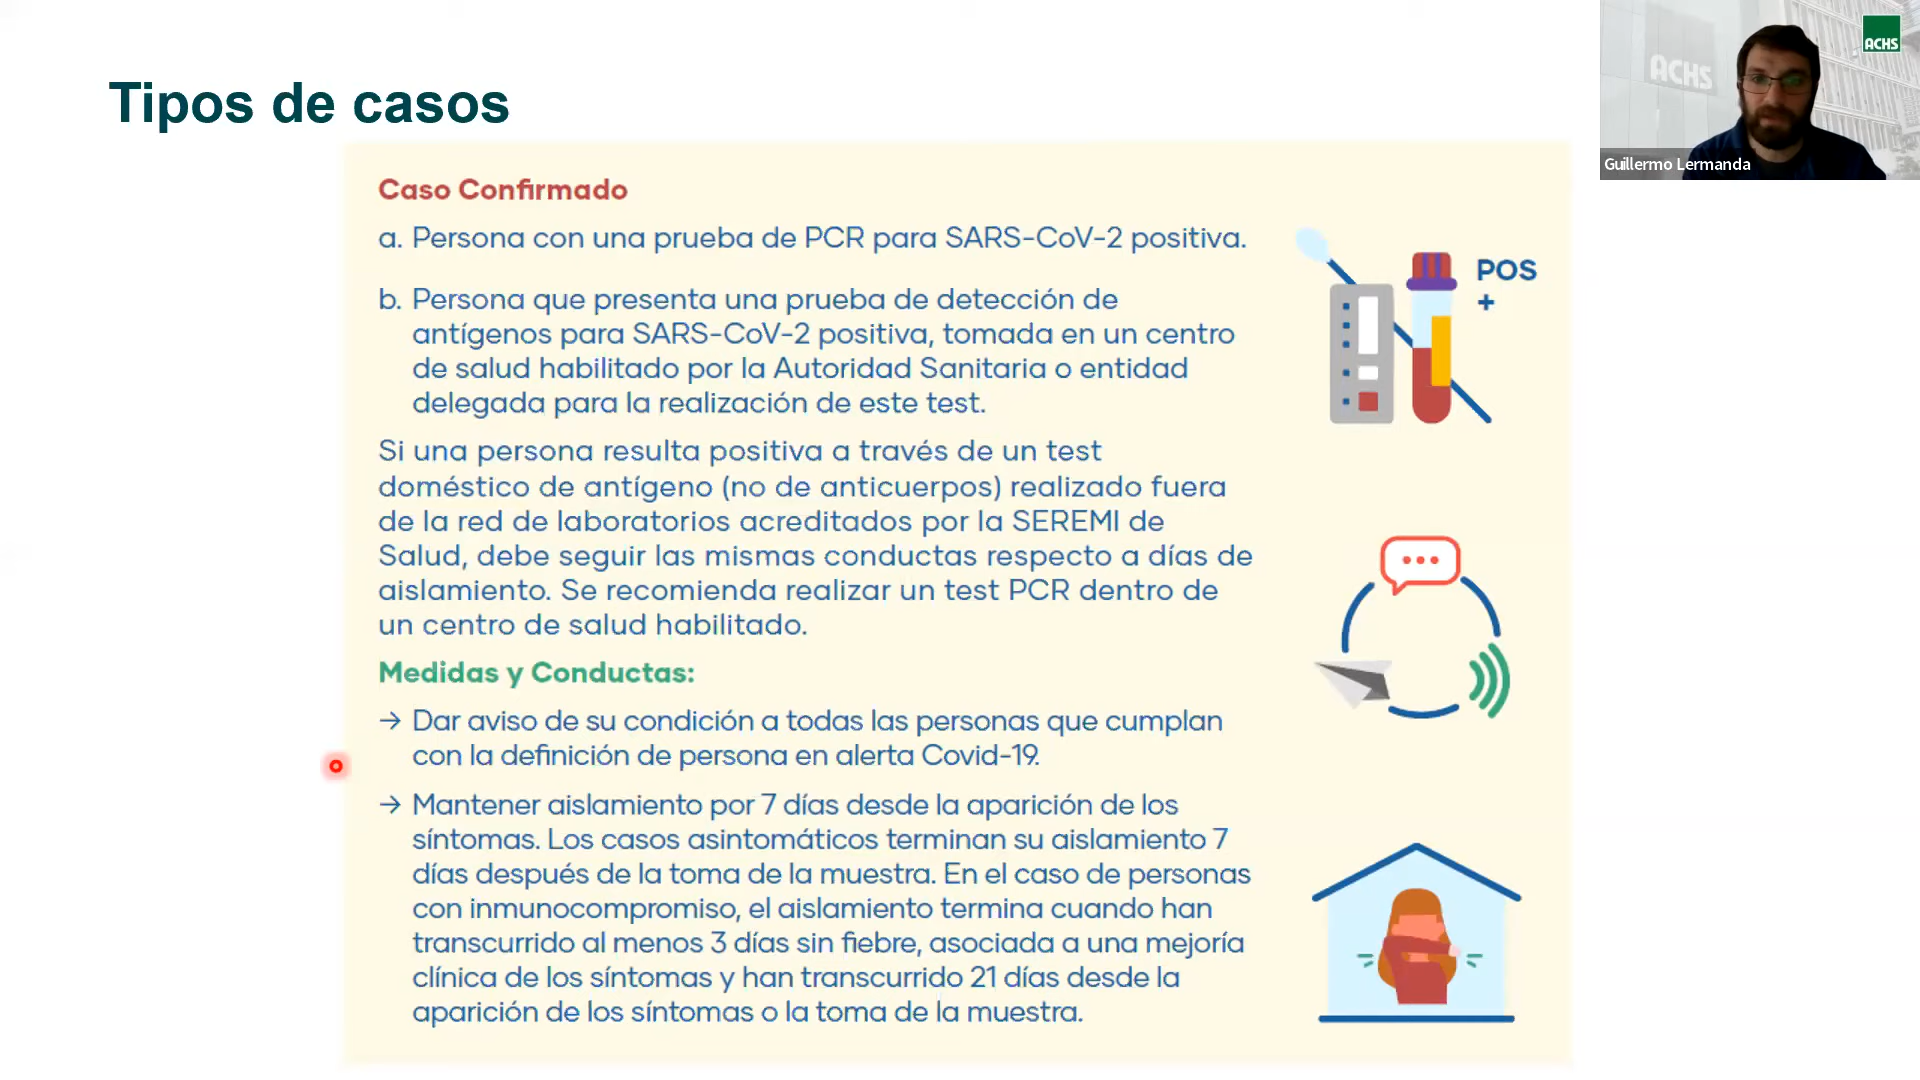 Tipos de casos
ACHS
ACHS
Guillermo Lermanda
Caso Confirmado
a. Persona con una prueba de PCR para SARS-CoV-2 positiva.
b. Persona que presenta una prueba de detección de
antígenos para SARS-CoV-2 positiva, tomada en un centro
de salud habilitado por la Autoridad Sanitaria o entidad
delegada para la realización de este test.
POS
+
Si una persona resulta positiva a través de un test
doméstico de antígeno (no de anticuerpos) realizado fuera
de la red de laboratorios acreditados por la SEREMI de
Salud, debe seguir las mismas conductas respecto a días de
aislamiento. Se recomienda realizar un test PCR dentro de
un centro de salud habilitado.
Medidas y Conductas:
→ Dar aviso de su condición a todas las personas que cumplan
con la definición de persona en alerta Covid-19.
→ Mantener aislamiento por 7 días desde la aparición de los
síntomas. Los casos asintomáticos terminan su aislamiento 7
días después de la toma de la muestra. En el caso de personas
con inmunocompromiso, el aislamiento termina cuando han
transcurrido al menos 3 días sin fiebre, asociada a una mejoría
clínica de los síntomas y han transcurrido 21 días desde la
aparición de los síntomas o la toma de la muestra.